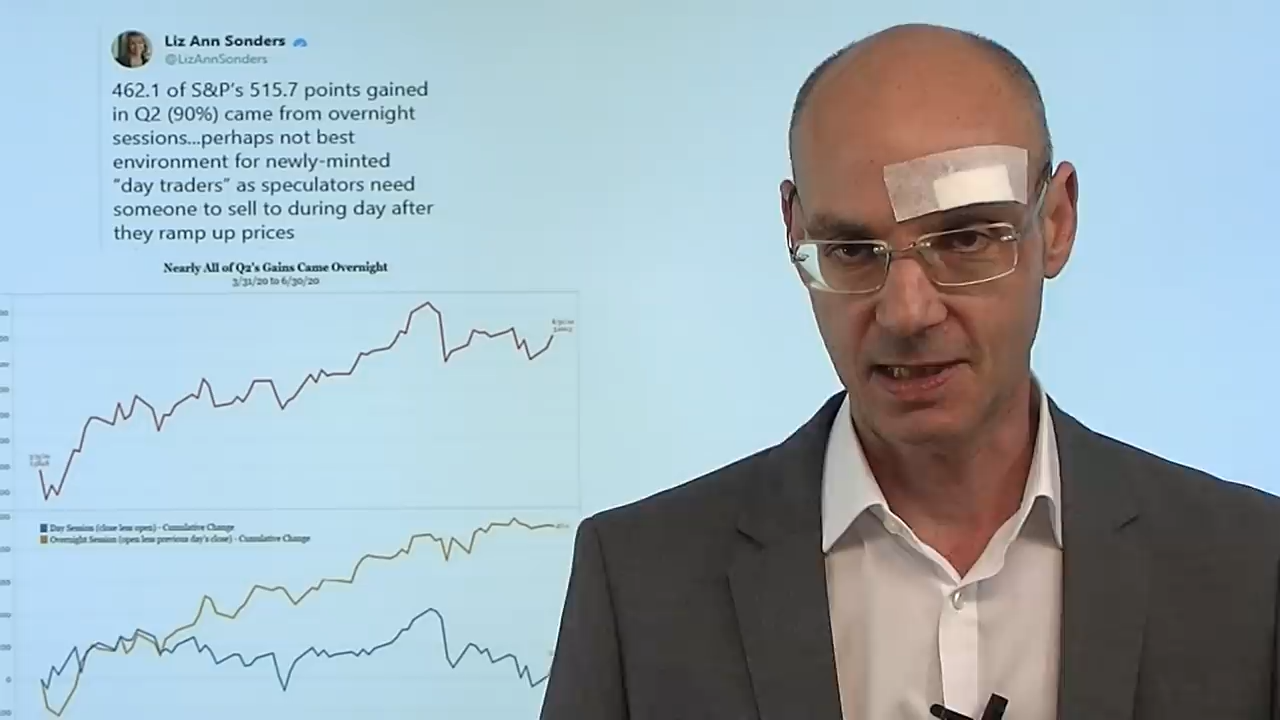 Liz Ann Sonders
@LizAnnSonders
462.1 of S&P's 515.7 points gained
in Q2 (90%) came from overnight
sessions...perhaps not best
environment for newly-minted
"day traders" as speculators need
someone to sell to during day after
they ramp up prices
Nearly All of Q2's Gains Came Overnight
3/31/20 to 6/30/20
Day Session (close less open) - Cumulative Change
Overnight Session (open less previous day's close) - Cumulative Change